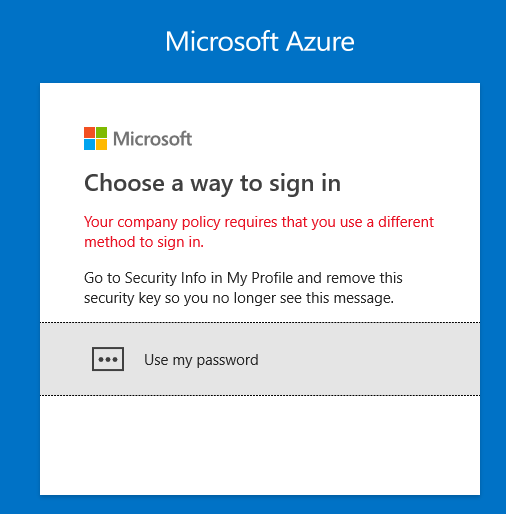 Microsoft Azure
Microsoft
Choose a way to sign in
Your company policy requires that you use a different
method to sign in.
Go to Security Info in My Profile and remove this
security key so you no longer see this message.
Use my password